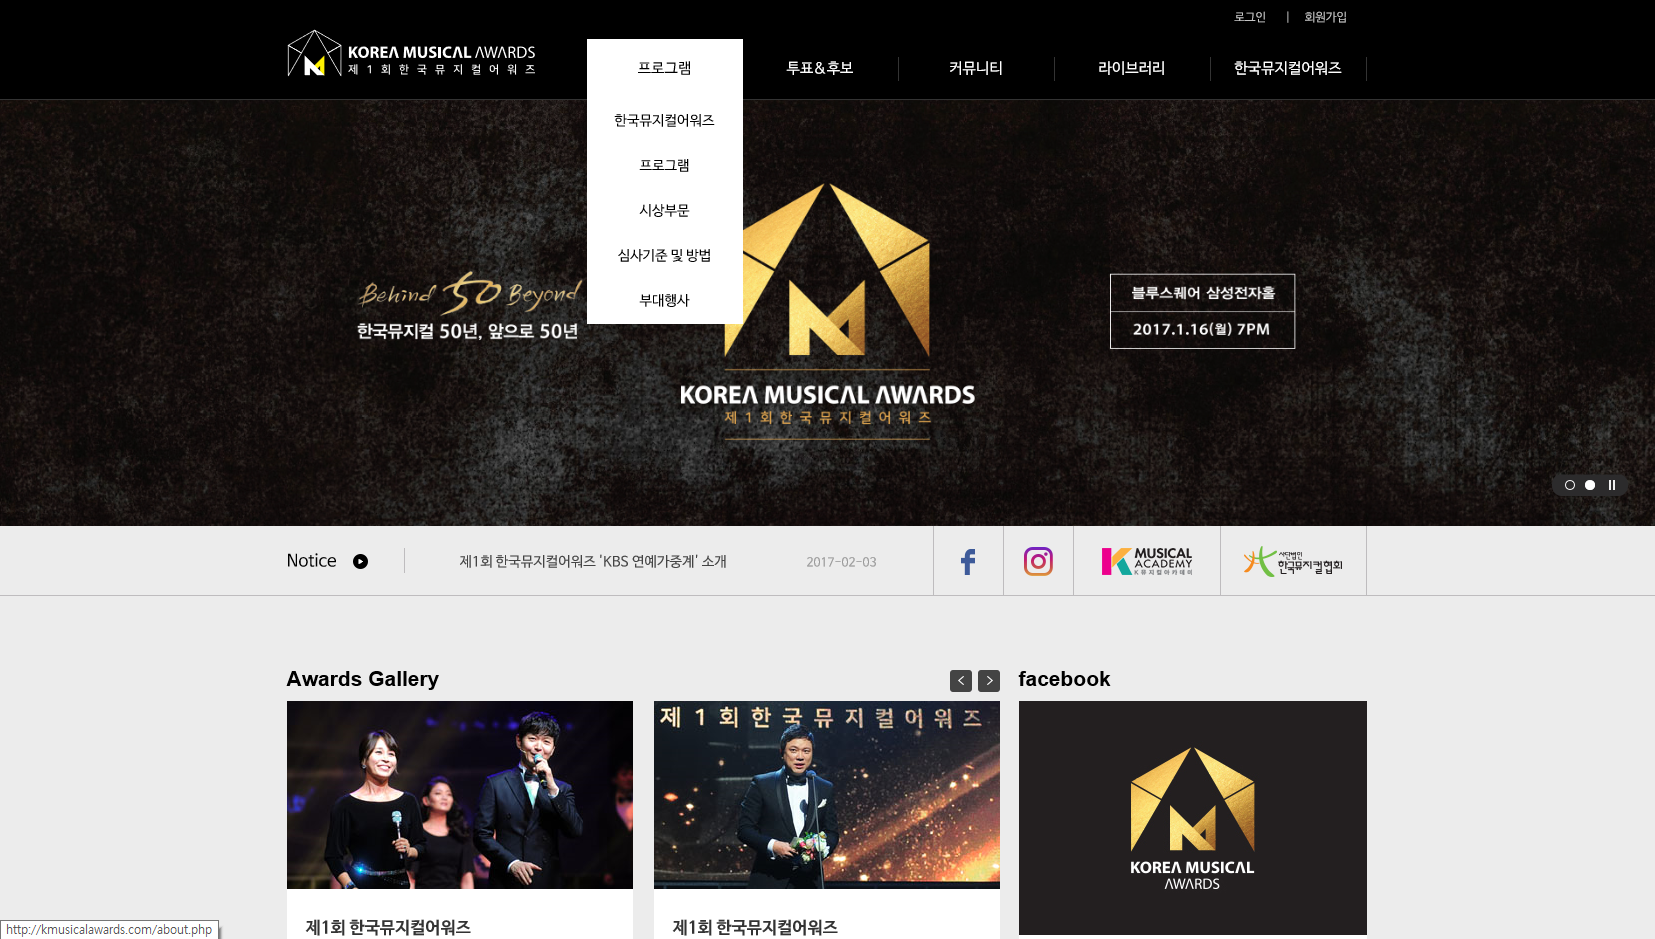 로그인 | 회원가입
KOREA MUSICAL AWARDS
제1회한국뮤지컬어워즈
프로그램
투표&후보
커뮤니티
라이브러리
한국뮤지컬어워즈
한국뮤지컬어워즈
프로그램
시상부문
심사기준 및 방법
부대행사
Behind 50 Beyond
한국뮤지컬 50년, 앞으로 50년
KOREA MUSICAL AWARDS
제1회한국뮤지컬어워즈
블루스퀘어 삼성전자홀
2017.1.16(월) 7PM
Notice
제1회 한국뮤지컬어워즈 'KBS 연예가중계' 소개
2017-02-03
K MUSICAL
ACADEMY
K뮤지컬아카데미
사단법인
한국뮤지컬협회
Awards Gallery
facebook
제1회한국뮤지컬어워즈
KOREA MUSICAL
AWARDS
제1회 한국뮤지컬어워즈
제1회 한국뮤지컬어워즈
http://kmusicalawards.com/about.php